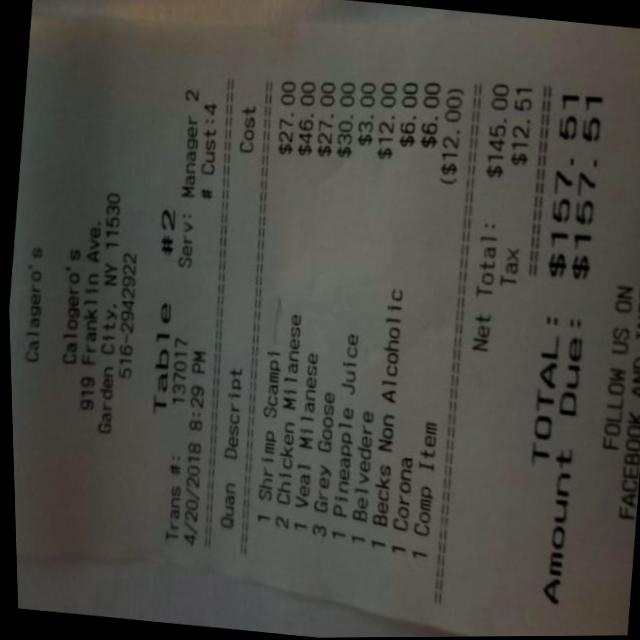 Calagero's
Calogero's
919 Franklin Ave.
Garden City, NY 11530
516-2942922
Table #2
Trans #: 137017 Serv: Manager 2
4/20/2018 8:29 PM # Cust:4
Quan Descript Cost
1 Shrimp Scampi $27.00
2 Chicken Milanese $46.00
1 Veal Milanese $27.00
3 Grey Goose $30.00
1 Pineapple Juice $3.00
1 Belvedere $12.00
1 Becks Non Alcoholic $6.00
1 Corona $6.00
1 Comp Item ($12.00)
Net Total: $145.00
Tax $12.51
TOTAL: $157.51
Amount Due: $157.51
FOLLOW US ON
FACEBOOK AND